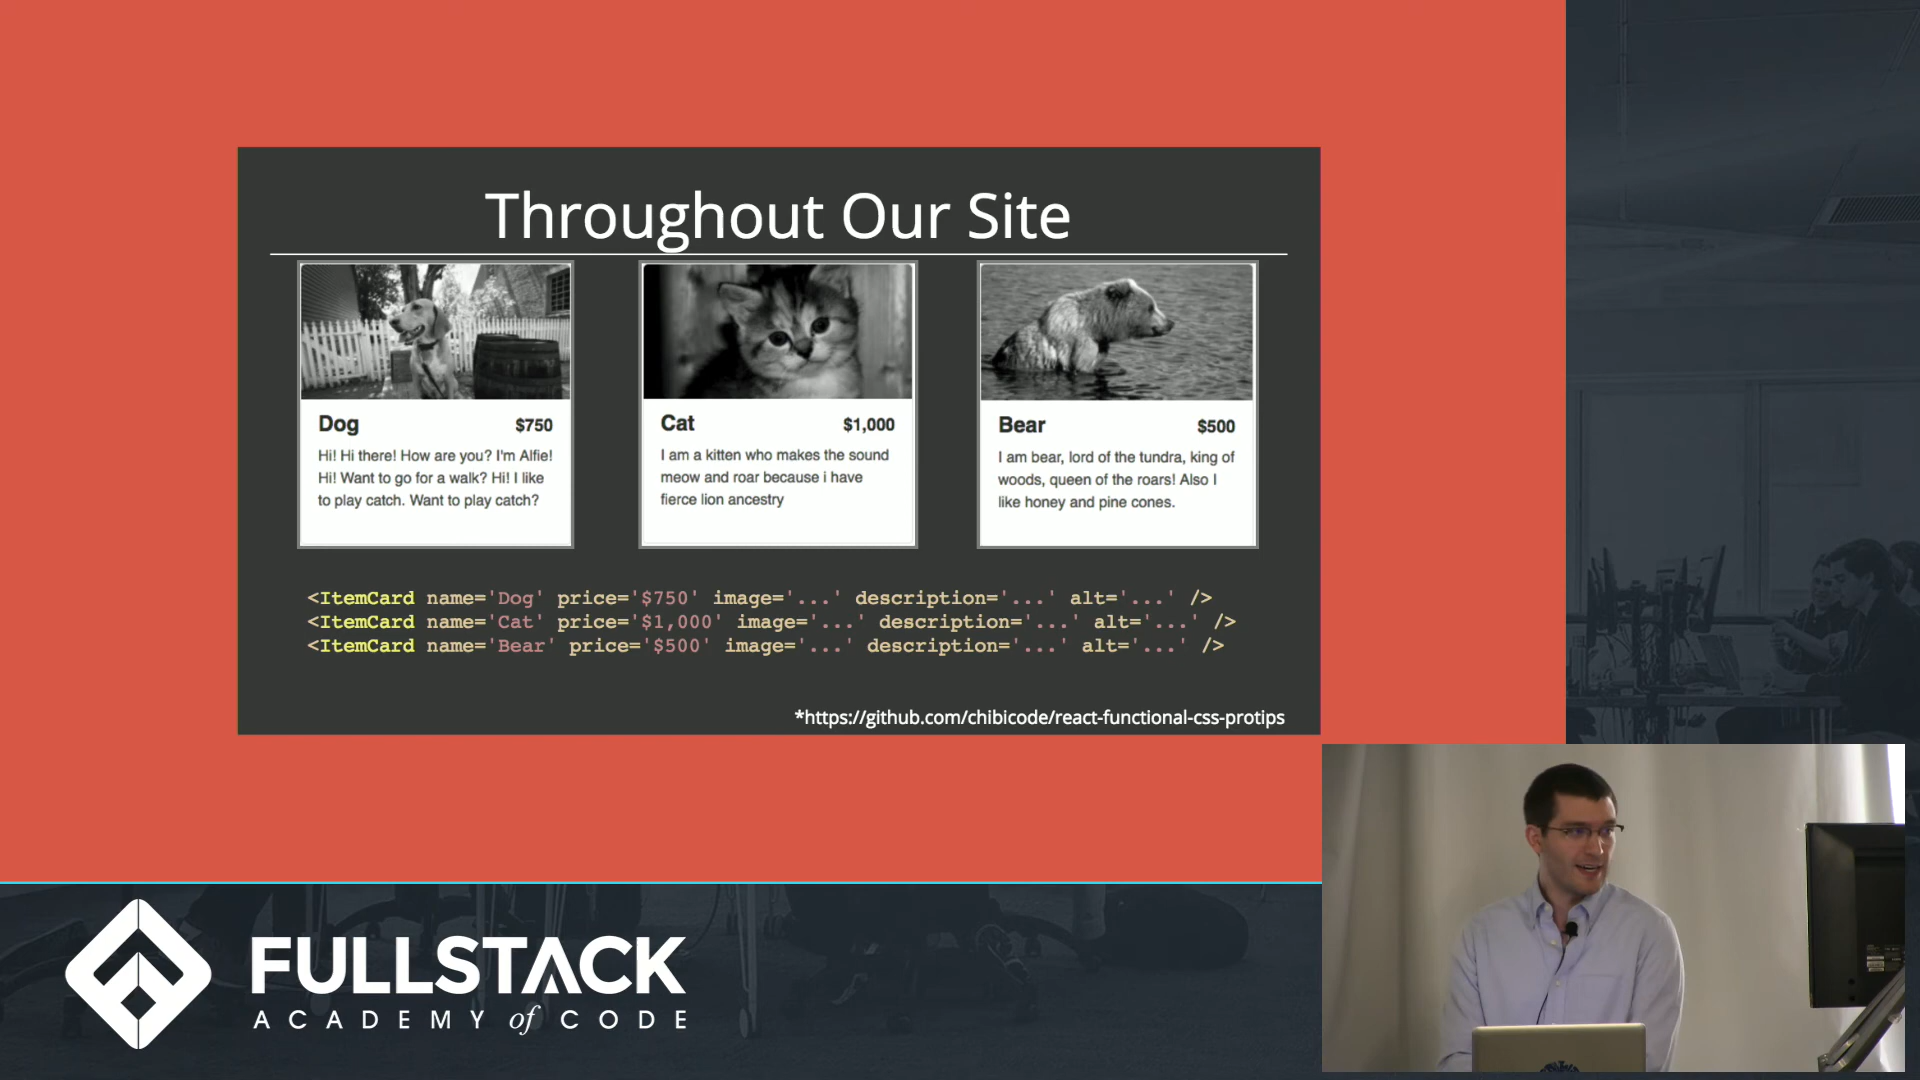 Throughout Our Site
Dog $750
Hi! Hi there! How are you? I'm Alfie!
Hi! Want to go for a walk? Hi! I like
to play catch. Want to play catch?
Cat $1,000
I am a kitten who makes the sound
meow and roar because i have
fierce lion ancestry
Bear $500
I am bear, lord of the tundra, king of
woods, queen of the roars! Also I
like honey and pine cones.
<ItemCard name='Dog' price='$750' image='...' description='...' alt='...' />
<ItemCard name='Cat' price='$1,000' image='...' description='...' alt='...' />
<ItemCard name='Bear' price='$500' image='...' description='...' alt='...' />
*https://github.com/chibicode/react-functional-css-protips
FULLSTACK
ACADEMY of CODE